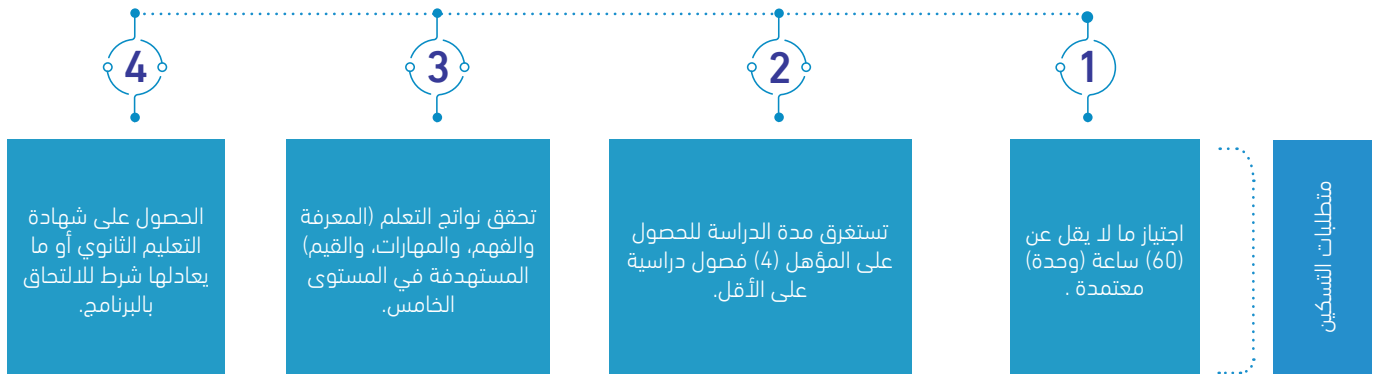 1
2
3
4
متطلبات التسكين
اجتياز ما لا يقل عن
(60) ساعة (وحدة)
معتمدة .
تستغرق مدة الدراسة للحصول
على المؤهل (4) فصول دراسية
على الأقل.
تحقق نواتج التعلم (المعرفة
والفهم، والمهارات، والقيم)
المستهدفة في المستوى
الخامس.
الحصول على شهادة
التعليم الثانوي أو ما
يعادلها شرط للالتحاق
بالبرنامج.